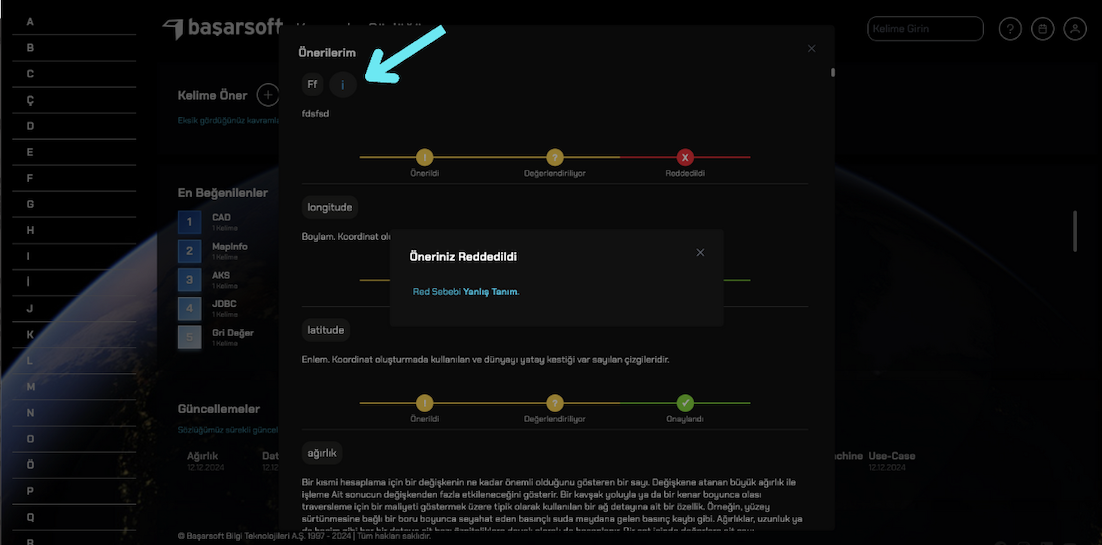 A
B
C
Ç
D
E
F
G
H
I
İ
J
K
L
M
N
O
Ö
P
Q
R
başarsoft
Kelime Girin
Kelime Öner
Eksik gördüğünüz kavramla
En Beğenilenler
1 CAD
1 Kelime
2 Mapinfo
1 Kelime
3 AKS
1 Kelime
4 JDBC
1 Kelime
5 Gri Değer
1 Kelime
Güncellemeler
Sözlüğümüz sürekli güncel
Ağırlık
12.12.2024
Dat
12.12.2024
achine
Use-Case
12.12.2024
© Başarsoft Bilgi Teknolojileri A.Ş. 1997 - 2024 | Tüm hakları saklıdır.
Önerilerim
Ff i
fdsfsd
! ? X
Önerildi Değerlendiriliyor Reddedildi
longitude
Boylam. Koordinat olu
Öneriniz Reddedildi
Red Sebebi Yanlış Tanım.
latitude
Enlem. Koordinat oluşturmada kullanılan ve dünyayı yatay kestiği var sayılan çizgileridir.
! ?
Önerildi Değerlendiriliyor Onaylandı
ağırlık
Bir kısmi hesaplama için bir değişkenin ne kadar önemli olduğunu gösteren bir sayı. Değişkene atanan büyük ağırlık ile
işleme Ait sonucun değişkenden fazla etkileneceğini gösterir. Bir kavşak yoluyla ya da bir kenar boyunca olası
traversleme için bir maliyeti göstermek üzere tipik olarak kullanılan bir ağ detayına ait bir özellik. Örneğin, yüzey
sürtünmesine bağlı bir boru boyunca seyahat eden basınçlı suda meydana gelen basınç kaybı gibi. Ağırlıklar, uzunluk ya